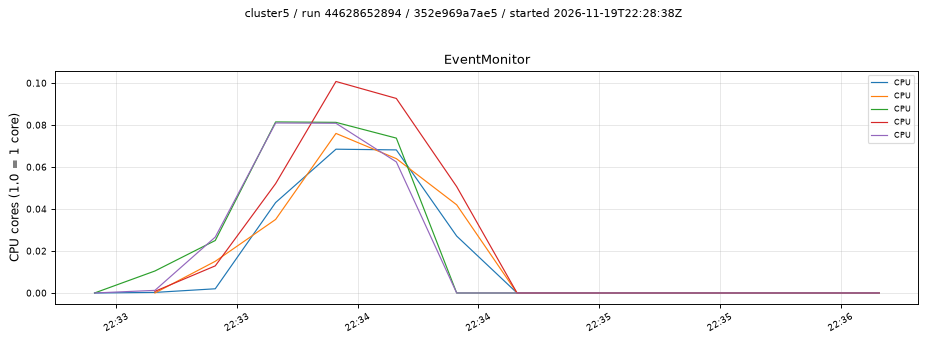 cluster5 / run 44628652894 / 352e969a7ae5 / started 2026-11-19T22:28:38Z
EventMonitor
CPU cores (1.0 = 1 core)
0.10
0.08
0.06
0.04
0.02
0.00
CPU
CPU
CPU
CPU
CPU
22:33
22:33
22:34
22:34
22:35
22:35
22:36